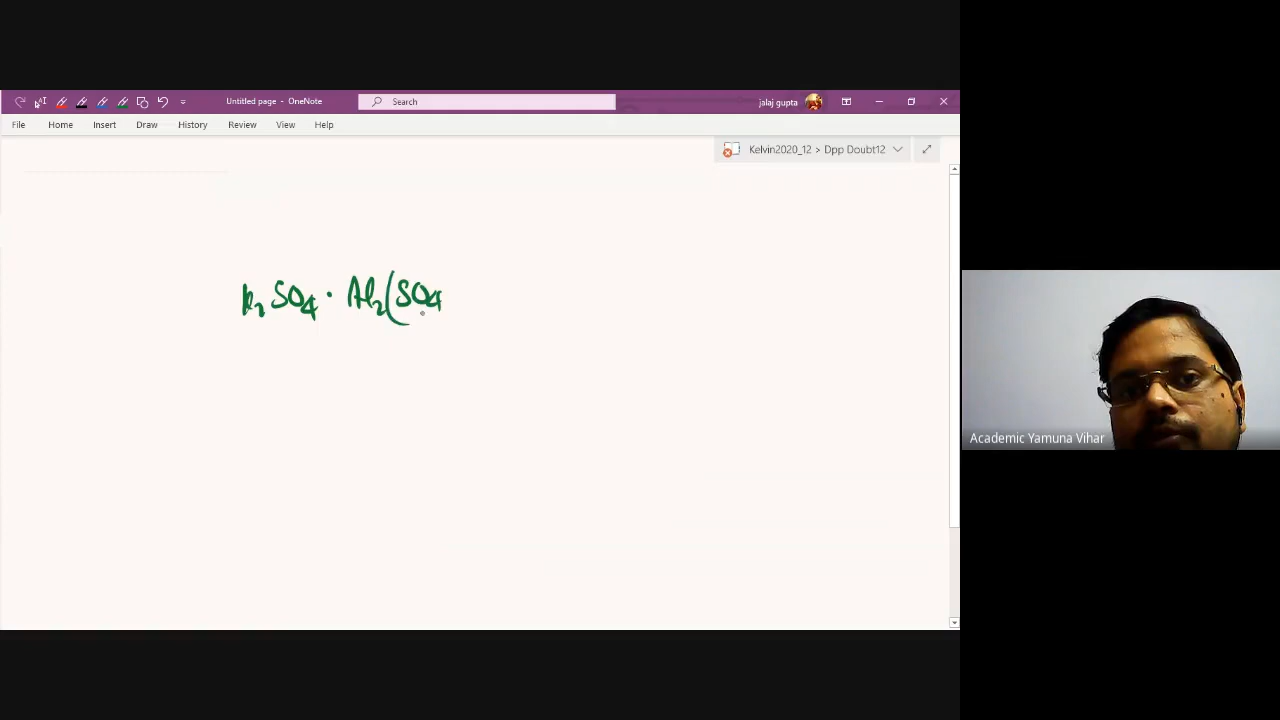 Untitled page - OneNote
Search
jalaj gupta
File Home Insert Draw History Review View Help
Kelvin2020_12 > Dpp Doubt12
K₂SO₄ · Al₂(SO₄
Academic Yamuna Vihar